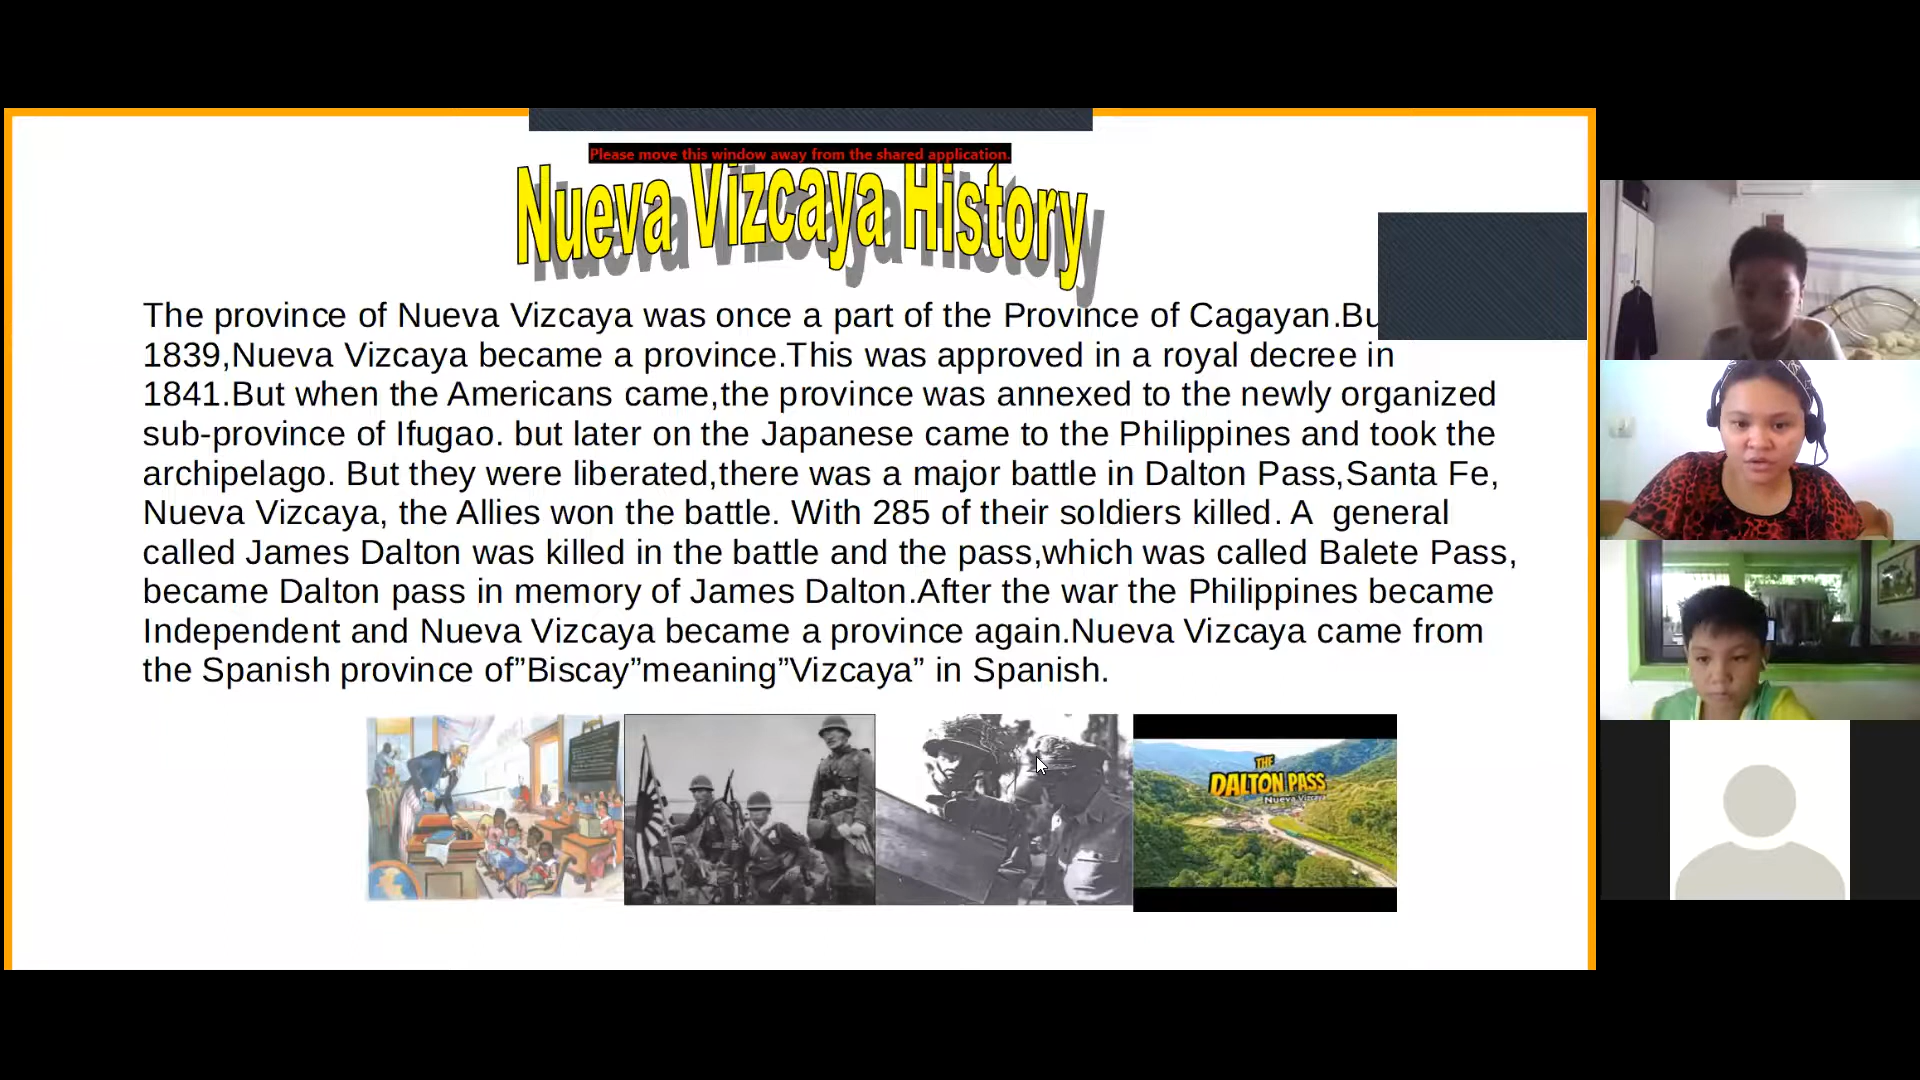 Please move this window away from the shared application.
Nueva Vizcaya History
The province of Nueva Vizcaya was once a part of the Province of Cagayan.Bu
1839,Nueva Vizcaya became a province.This was approved in a royal decree in
1841.But when the Americans came,the province was annexed to the newly organized
sub-province of Ifugao. but later on the Japanese came to the Philippines and took the
archipelago. But they were liberated,there was a major battle in Dalton Pass,Santa Fe,
Nueva Vizcaya, the Allies won the battle. With 285 of their soldiers killed. A  general
called James Dalton was killed in the battle and the pass,which was called Balete Pass,
became Dalton pass in memory of James Dalton.After the war the Philippines became
Independent and Nueva Vizcaya became a province again.Nueva Vizcaya came from
the Spanish province of”Biscay”meaning”Vizcaya” in Spanish.
THE
DALTON PASS
Nueva Vizcaya